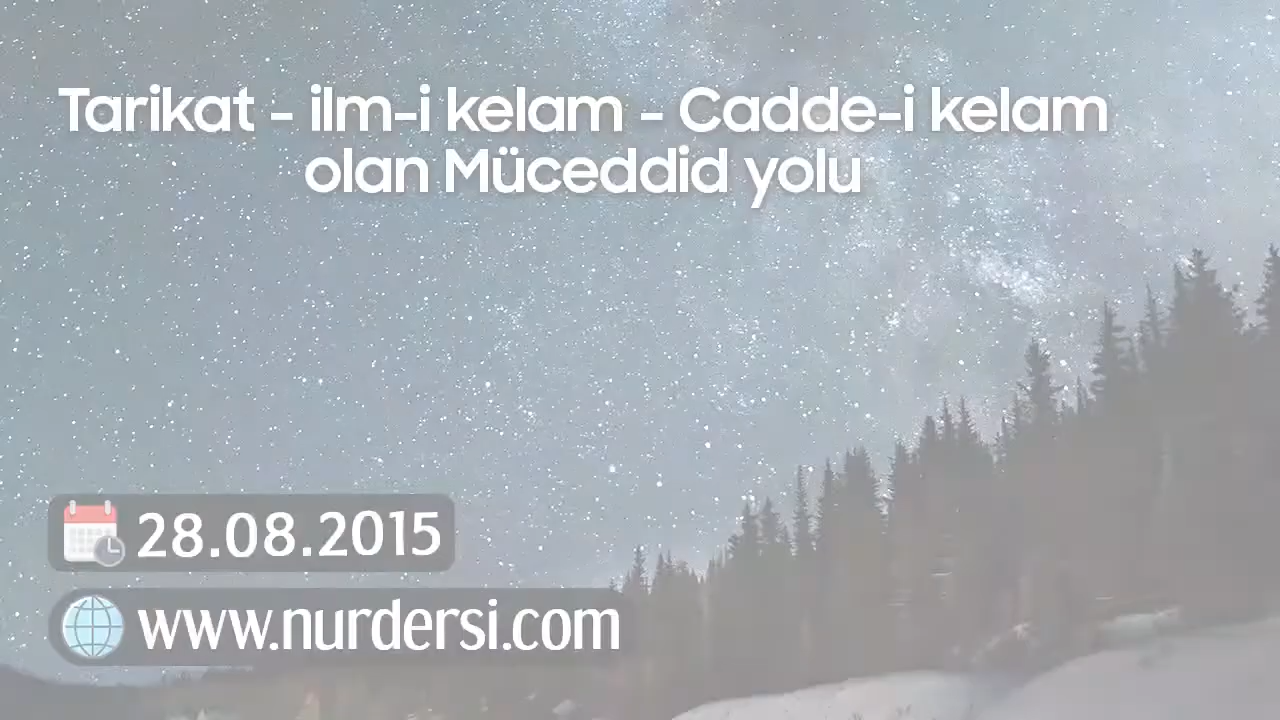 Tarikat - ilm-i kelam - Cadde-i kelam
olan Müceddid yolu
28.08.2015
www.nurdersi.com